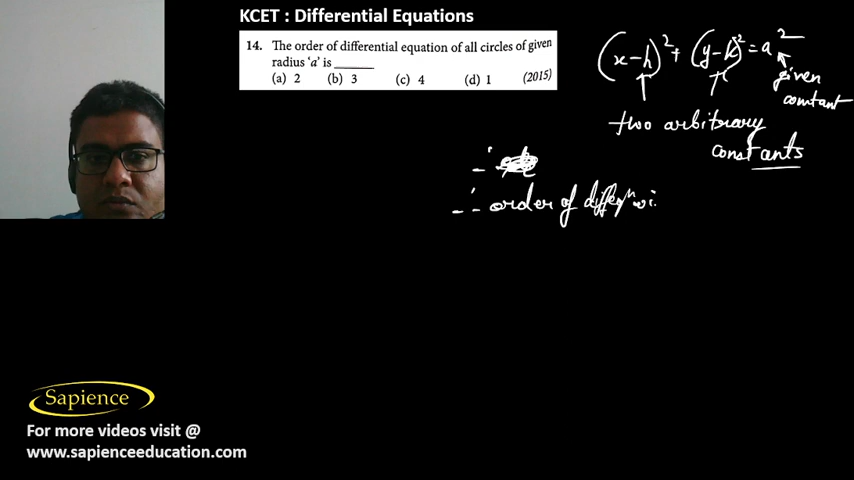 KCET : Differential Equations
14. The order of differential equation of all circles of given
radius 'a' is ______
(a) 2 (b) 3 (c) 4 (d) 1 (2015)
(x-h)² + (y-k)² = a²
given
constant
two arbitrary
constants
∴ order of
Sapience
For more videos visit @
www.sapienceeducation.com